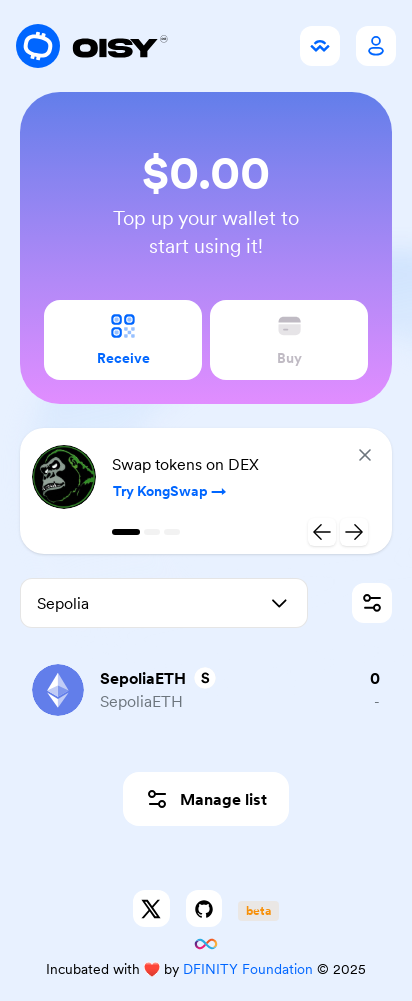 OISY
$0.00
Top up your wallet to
start using it!
Receive
Buy
Swap tokens on DEX
Try KongSwap →
Sepolia
SepoliaETH S
0
SepoliaETH
-
Manage list
beta
Incubated with ❤️ by DFINITY Foundation © 2025